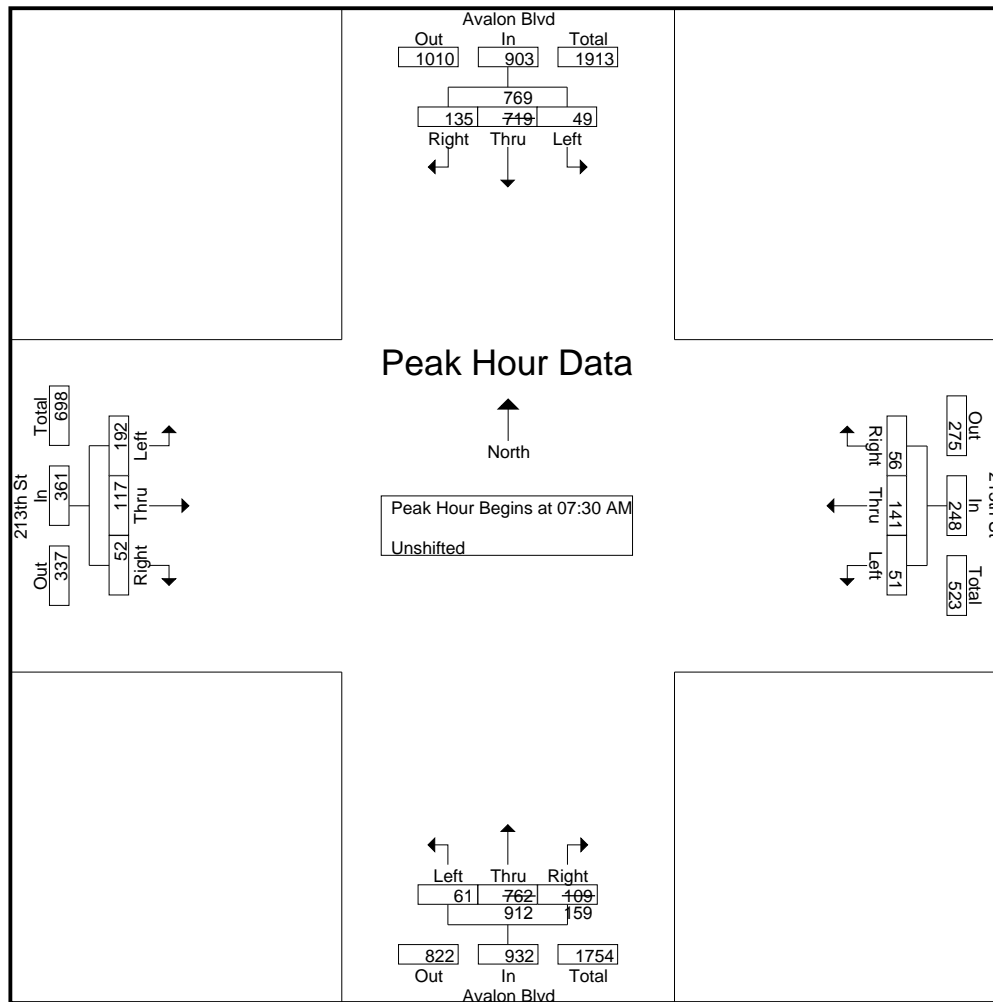 Avalon Blvd
Out In Total
1010 903 1913
769
135 719 49
Right Thru Left
Peak Hour Data
North
Peak Hour Begins at 07:30 AM
Unshifted
213th St
Total In Out
698 361 337
192 117 52
Left Thru Right
Right Thru Left
56 141 51
Out In Total
275 248 523
Left Thru Right
61 762 109
912 159
822 932 1754
Out In Total
Avalon Blvd